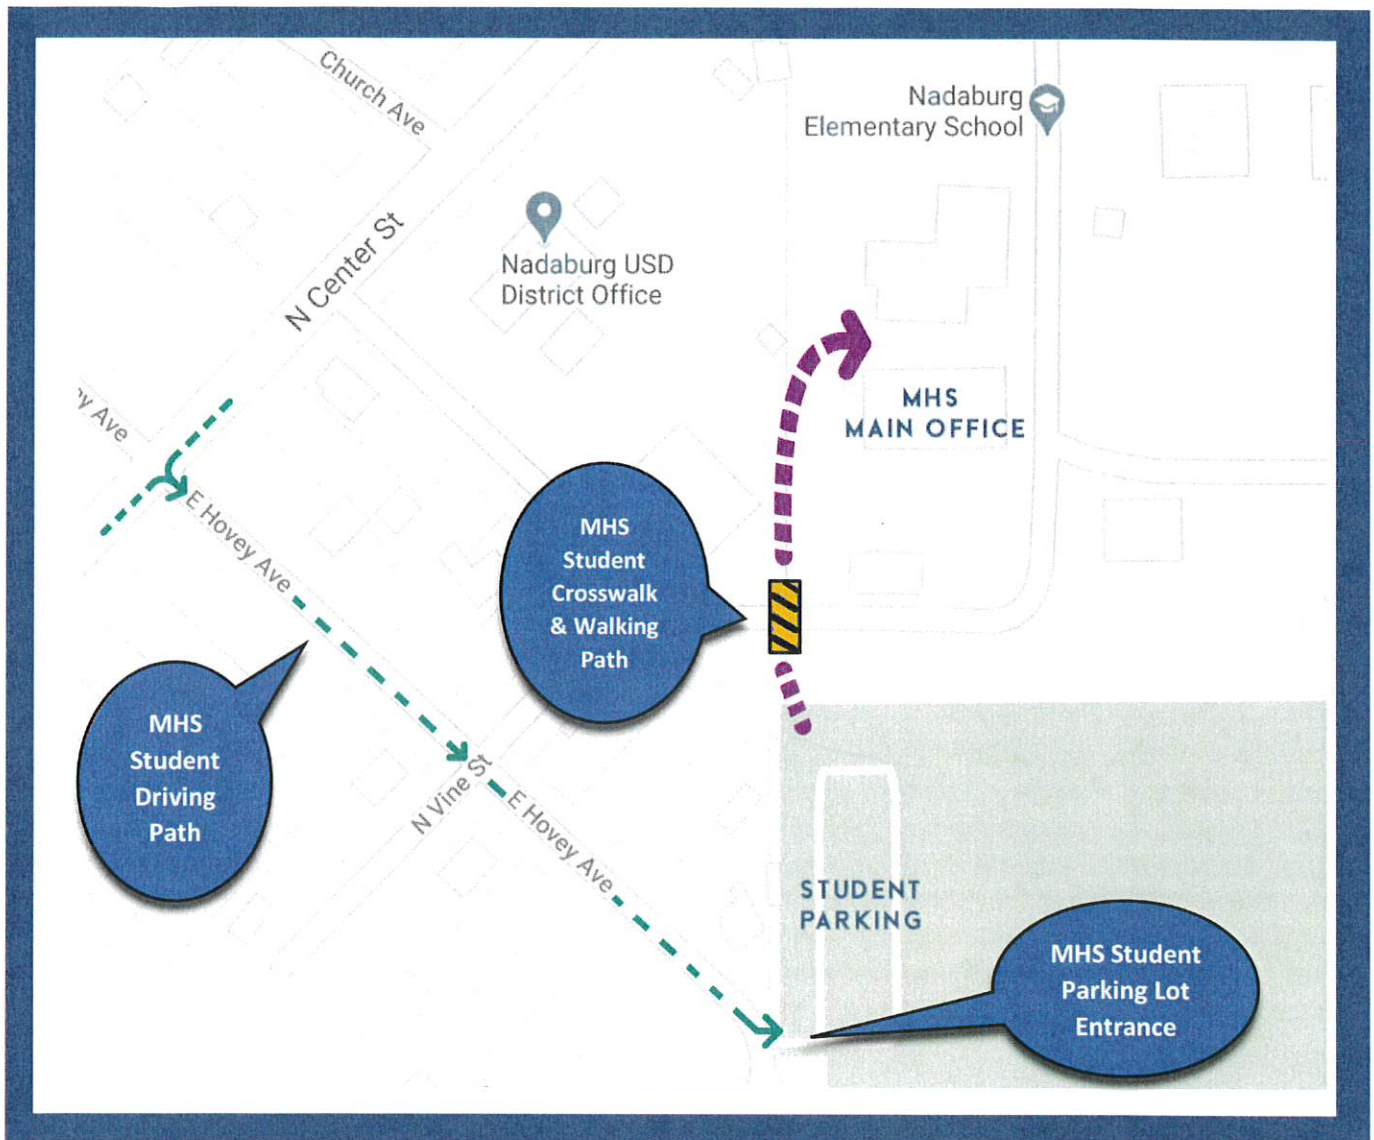 Church Ave
Nadaburg
Elementary School
N Center St
Nadaburg USD
District Office
MHS
MAIN OFFICE
Ave
E Hovey Ave
MHS
Student
Crosswalk
& Walking
Path
MHS
Student
Driving
Path
N Vine St
E Hovey Ave
STUDENT
PARKING
MHS Student
Parking Lot
Entrance